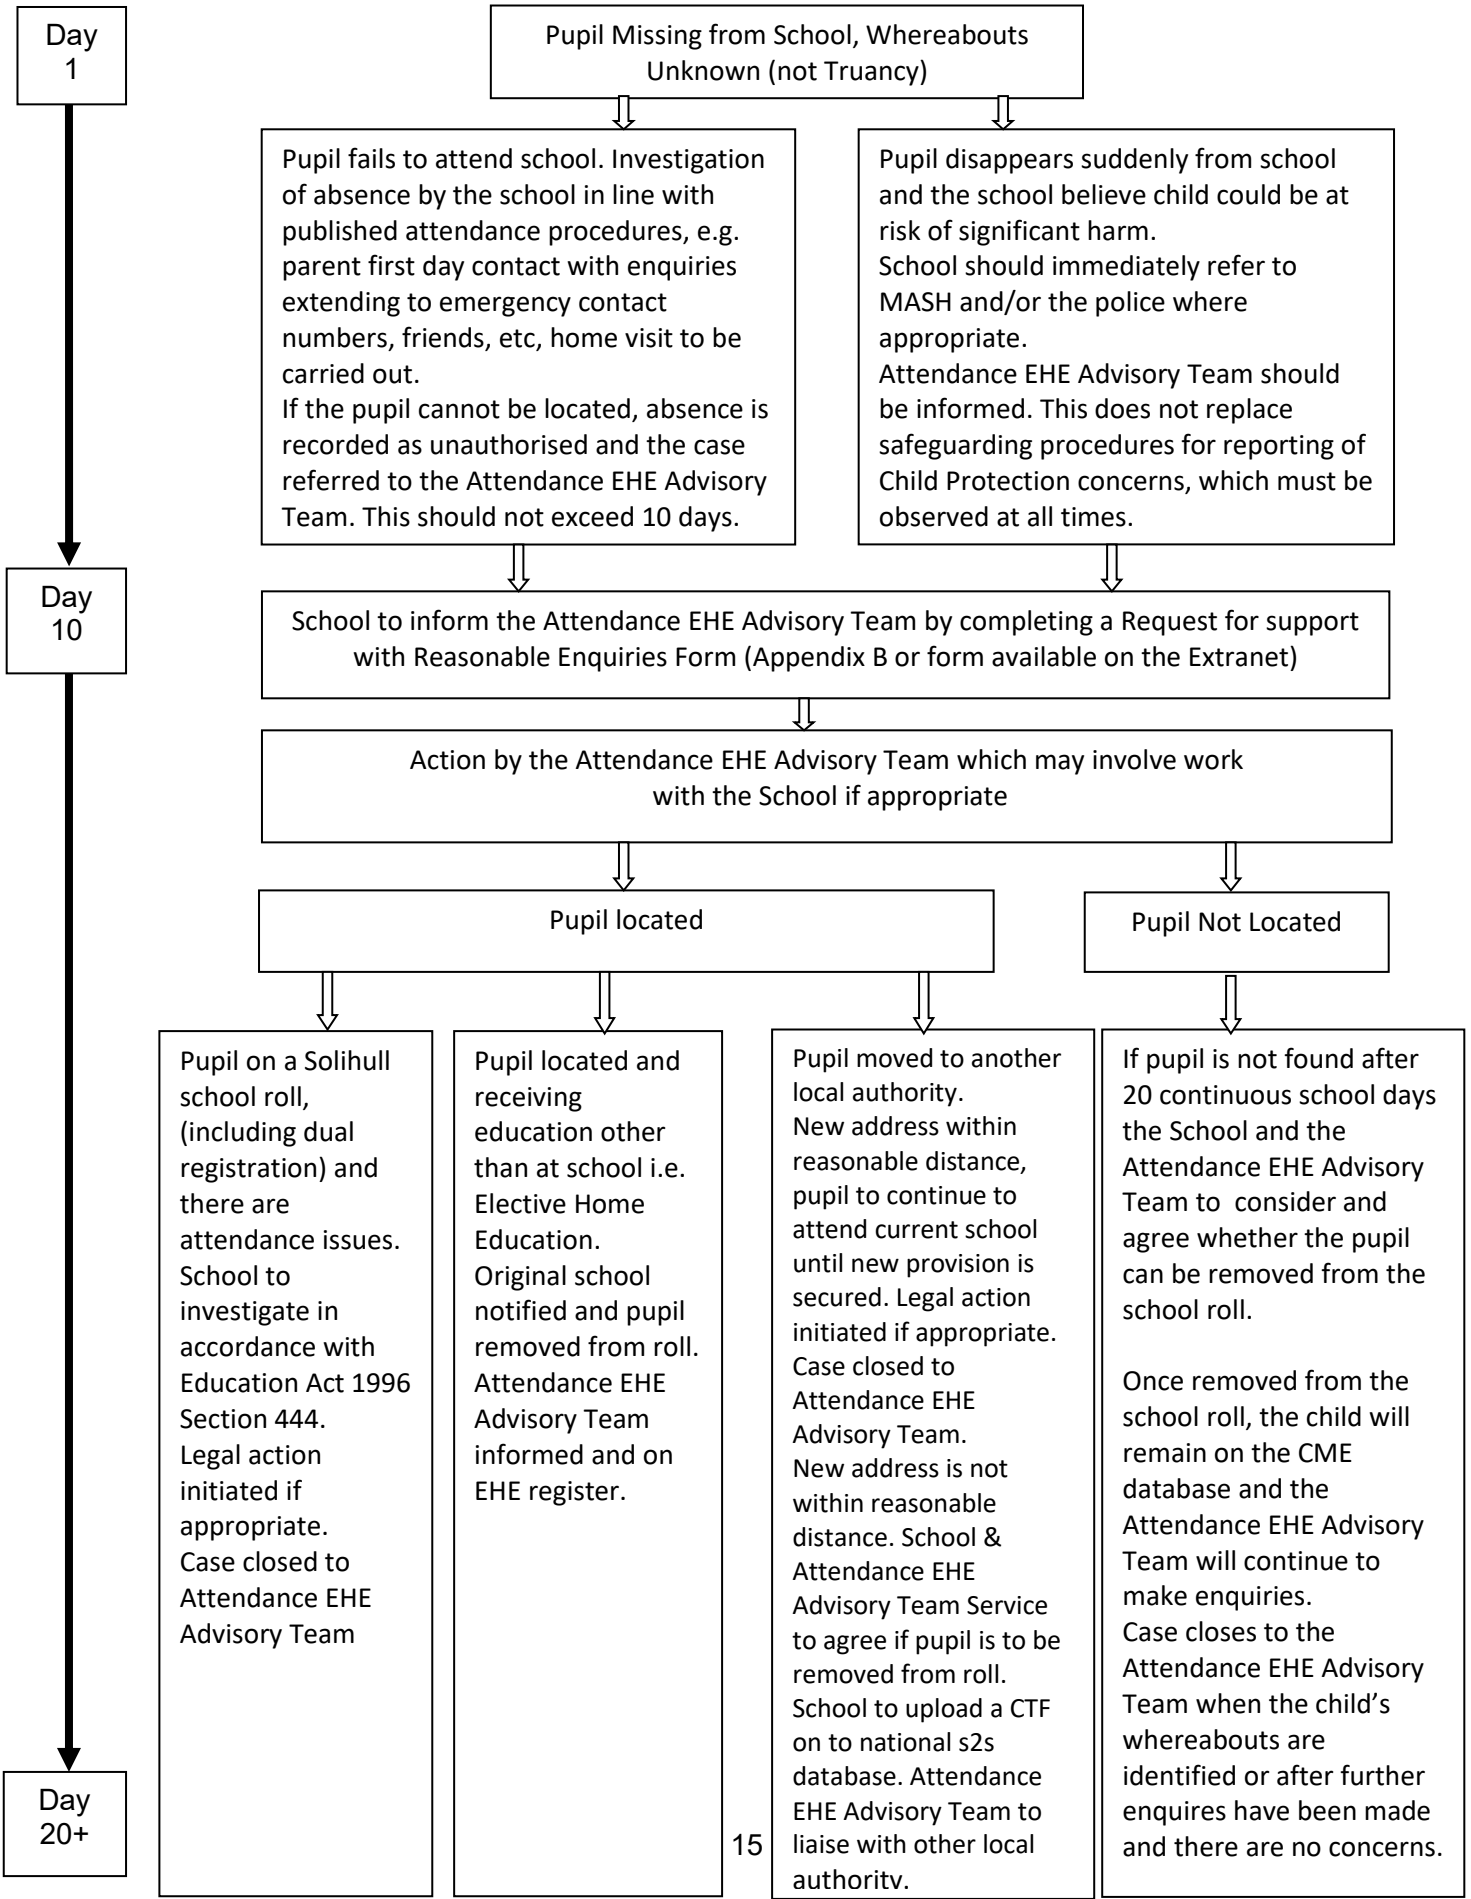 Day
1
Pupil Missing from School, Whereabouts
Unknown (not Truancy)
Pupil fails to attend school. Investigation
of absence by the school in line with
published attendance procedures, e.g.
parent first day contact with enquiries
extending to emergency contact
numbers, friends, etc, home visit to be
carried out.
If the pupil cannot be located, absence is
recorded as unauthorised and the case
referred to the Attendance EHE Advisory
Team. This should not exceed 10 days.
Pupil disappears suddenly from school
and the school believe child could be at
risk of significant harm.
School should immediately refer to
MASH and/or the police where
appropriate.
Attendance EHE Advisory Team should
be informed. This does not replace
safeguarding procedures for reporting of
Child Protection concerns, which must be
observed at all times.
Day
10
School to inform the Attendance EHE Advisory Team by completing a Request for support
with Reasonable Enquiries Form (Appendix B or form available on the Extranet)
Action by the Attendance EHE Advisory Team which may involve work
with the School if appropriate
Pupil located
Pupil Not Located
Pupil on a Solihull
school roll,
(including dual
registration) and
there are
attendance issues.
School to
investigate in
accordance with
Education Act 1996
Section 444.
Legal action
initiated if
appropriate.
Case closed to
Attendance EHE
Advisory Team
Pupil located and
receiving
education other
than at school i.e.
Elective Home
Education.
Original school
notified and pupil
removed from roll.
Attendance EHE
Advisory Team
informed and on
EHE register.
Pupil moved to another
local authority.
New address within
reasonable distance,
pupil to continue to
attend current school
until new provision is
secured. Legal action
initiated if appropriate.
Case closed to
Attendance EHE
Advisory Team.
New address is not
within reasonable
distance. School &
Attendance EHE
Advisory Team Service
to agree if pupil is to be
removed from roll.
School to upload a CTF
on to national s2s
database. Attendance
EHE Advisory Team to
liaise with other local
authority.
If pupil is not found after
20 continuous school days
the School and the
Attendance EHE Advisory
Team to consider and
agree whether the pupil
can be removed from the
school roll.
Once removed from the
school roll, the child will
remain on the CME
database and the
Attendance EHE Advisory
Team will continue to
make enquiries.
Case closes to the
Attendance EHE Advisory
Team when the child's
whereabouts are
identified or after further
enquires have been made
and there are no concerns.
Day
20+
15